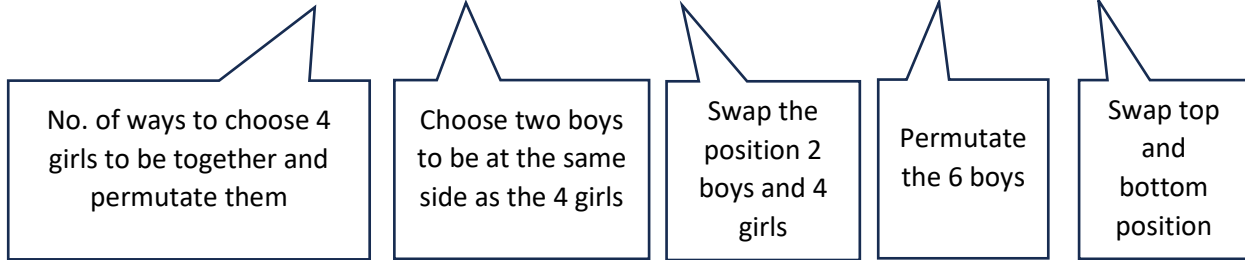 No. of ways to choose 4
girls to be together and
permutate them
Choose two boys
to be at the same
side as the 4 girls
Swap the
position 2
boys and 4
girls
Permutate
the 6 boys
Swap top
and
bottom
position